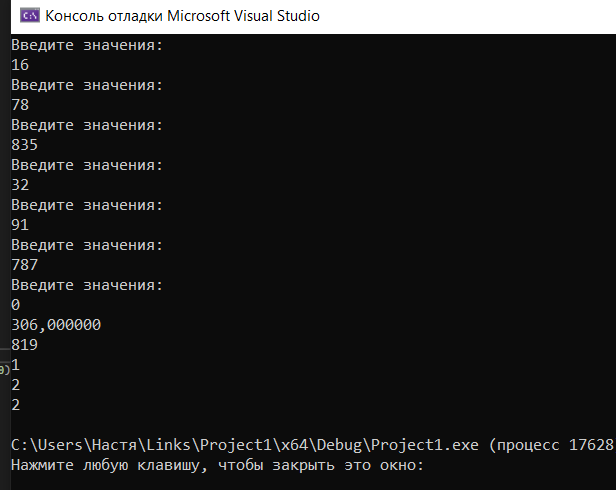 Консоль отладки Microsoft Visual Studio
Введите значения:
16
Введите значения:
78
Введите значения:
835
Введите значения:
32
Введите значения:
91
Введите значения:
787
Введите значения:
0
306,000000
819
1
2
2
C:\Users\Настя\Links\Project1\x64\Debug\Project1.exe (процесс 17628
Нажмите любую клавишу, чтобы закрыть это окно: